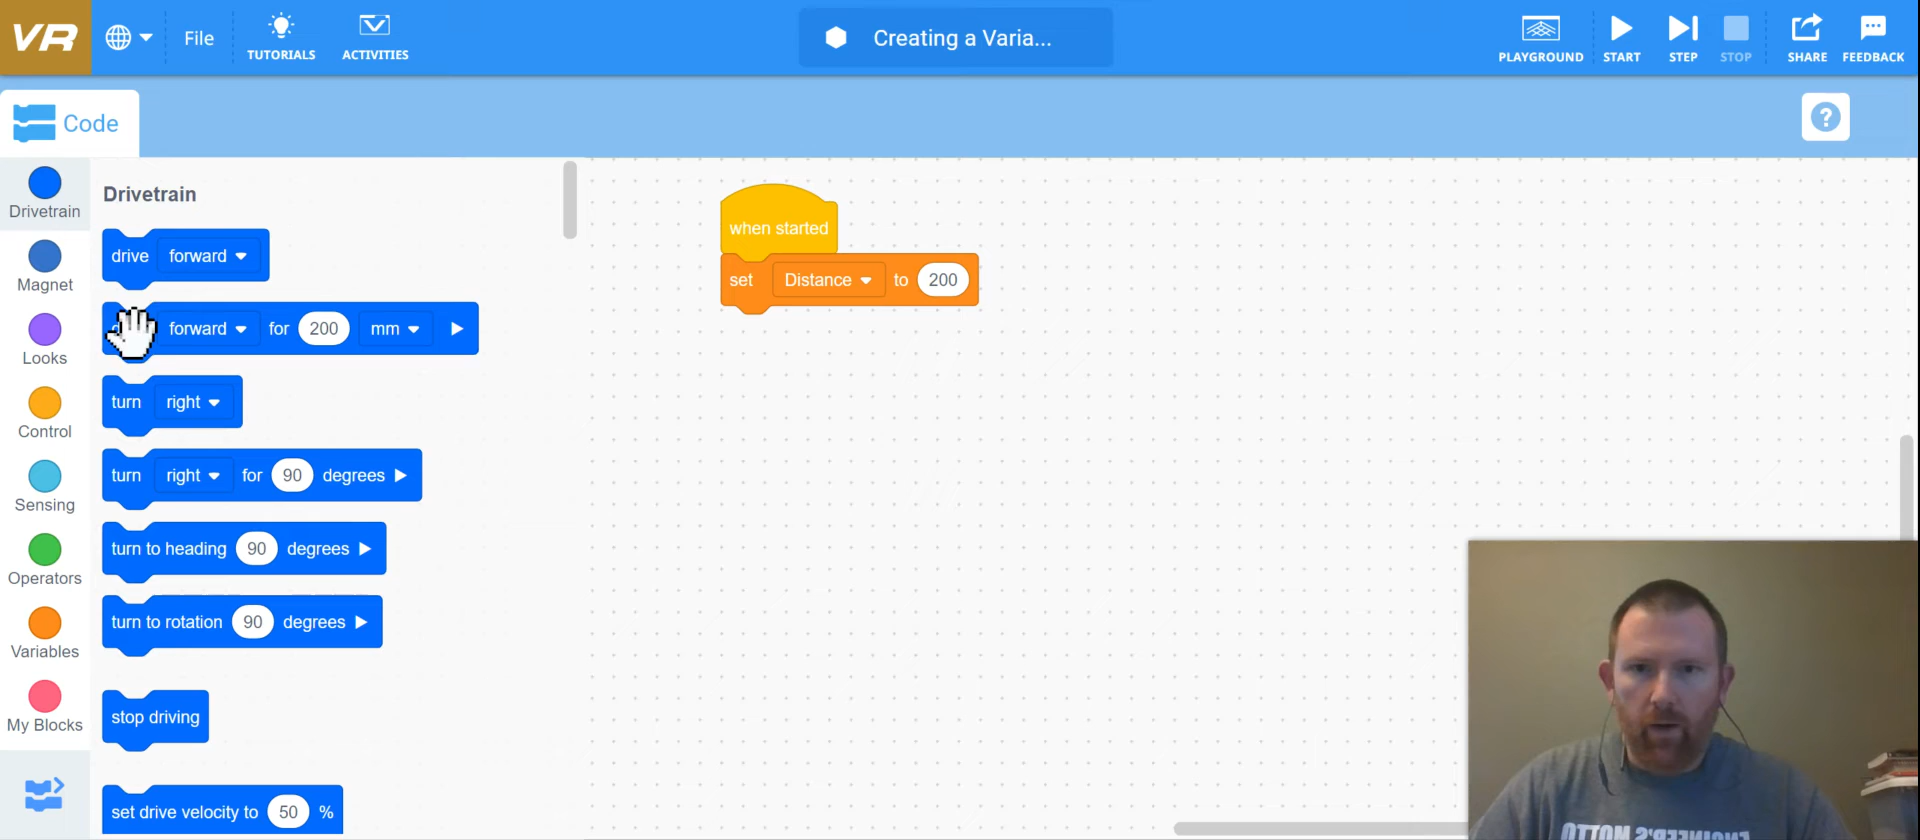 VR
File
TUTORIALS
ACTIVITIES
Creating a Varia...
PLAYGROUND
START
STEP
STOP
SHARE
FEEDBACK
Code
?
Drivetrain
Magnet
Looks
Control
Sensing
Operators
Variables
My Blocks
Drivetrain
drive forward
forward for 200 mm
turn right
turn right for 90 degrees
turn to heading 90 degrees
turn to rotation 90 degrees
stop driving
set drive velocity to 50 %
when started
set Distance to 200
ENGINEER'S MOTTO